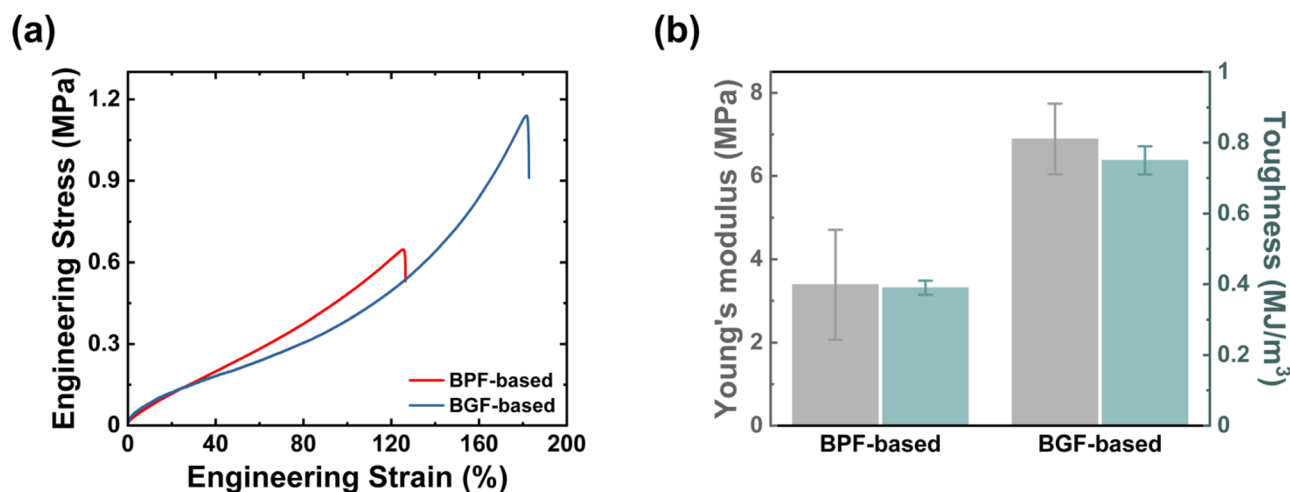 (a)
Engineering Stress (MPa)
1.2
0.9
0.6
0.3
0
0 40 80 120 160 200
Engineering Strain (%)
BPF-based
BGF-based
(b)
Young's modulus (MPa)
8
6
4
2
0
BPF-based BGF-based
1
0.8
0.6
0.4
0.2
0
Toughness (MJ/m³)